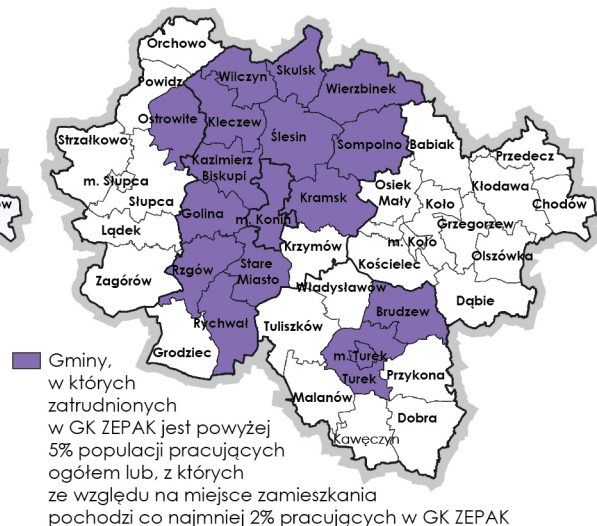 Orchowo
Skulsk
Powidz
Wilczyn
Wierzbinek
Ostrowite
Kleczew
Ślesin
Strzałkowo
Sompolno
Babiak
Przedecz
Kazimierz
Biskupi
m. Słupca
Osiek
Mały
Kłodawa
Słupca
Kramsk
Koło
Chodów
Golina
m. Konin
Grzegorzew
Lądek
Krzymów
m. Koło
Kościelec
Olszówka
Zagórów
Rzgów
Stare
Miasto
Władysławów
Dąbie
Brudzew
Rychwał
Tuliszków
Grodziec
m. Turek
Turek
Przykona
Malanów
Dobra
Kawęczyn
Gminy,
w których
zatrudnionych
w GK ZEPAK jest powyżej
5% populacji pracujących
ogółem lub, z których
ze względu na miejsce zamieszkania
pochodzi co najmniej 2% pracujących w GK ZEPAK